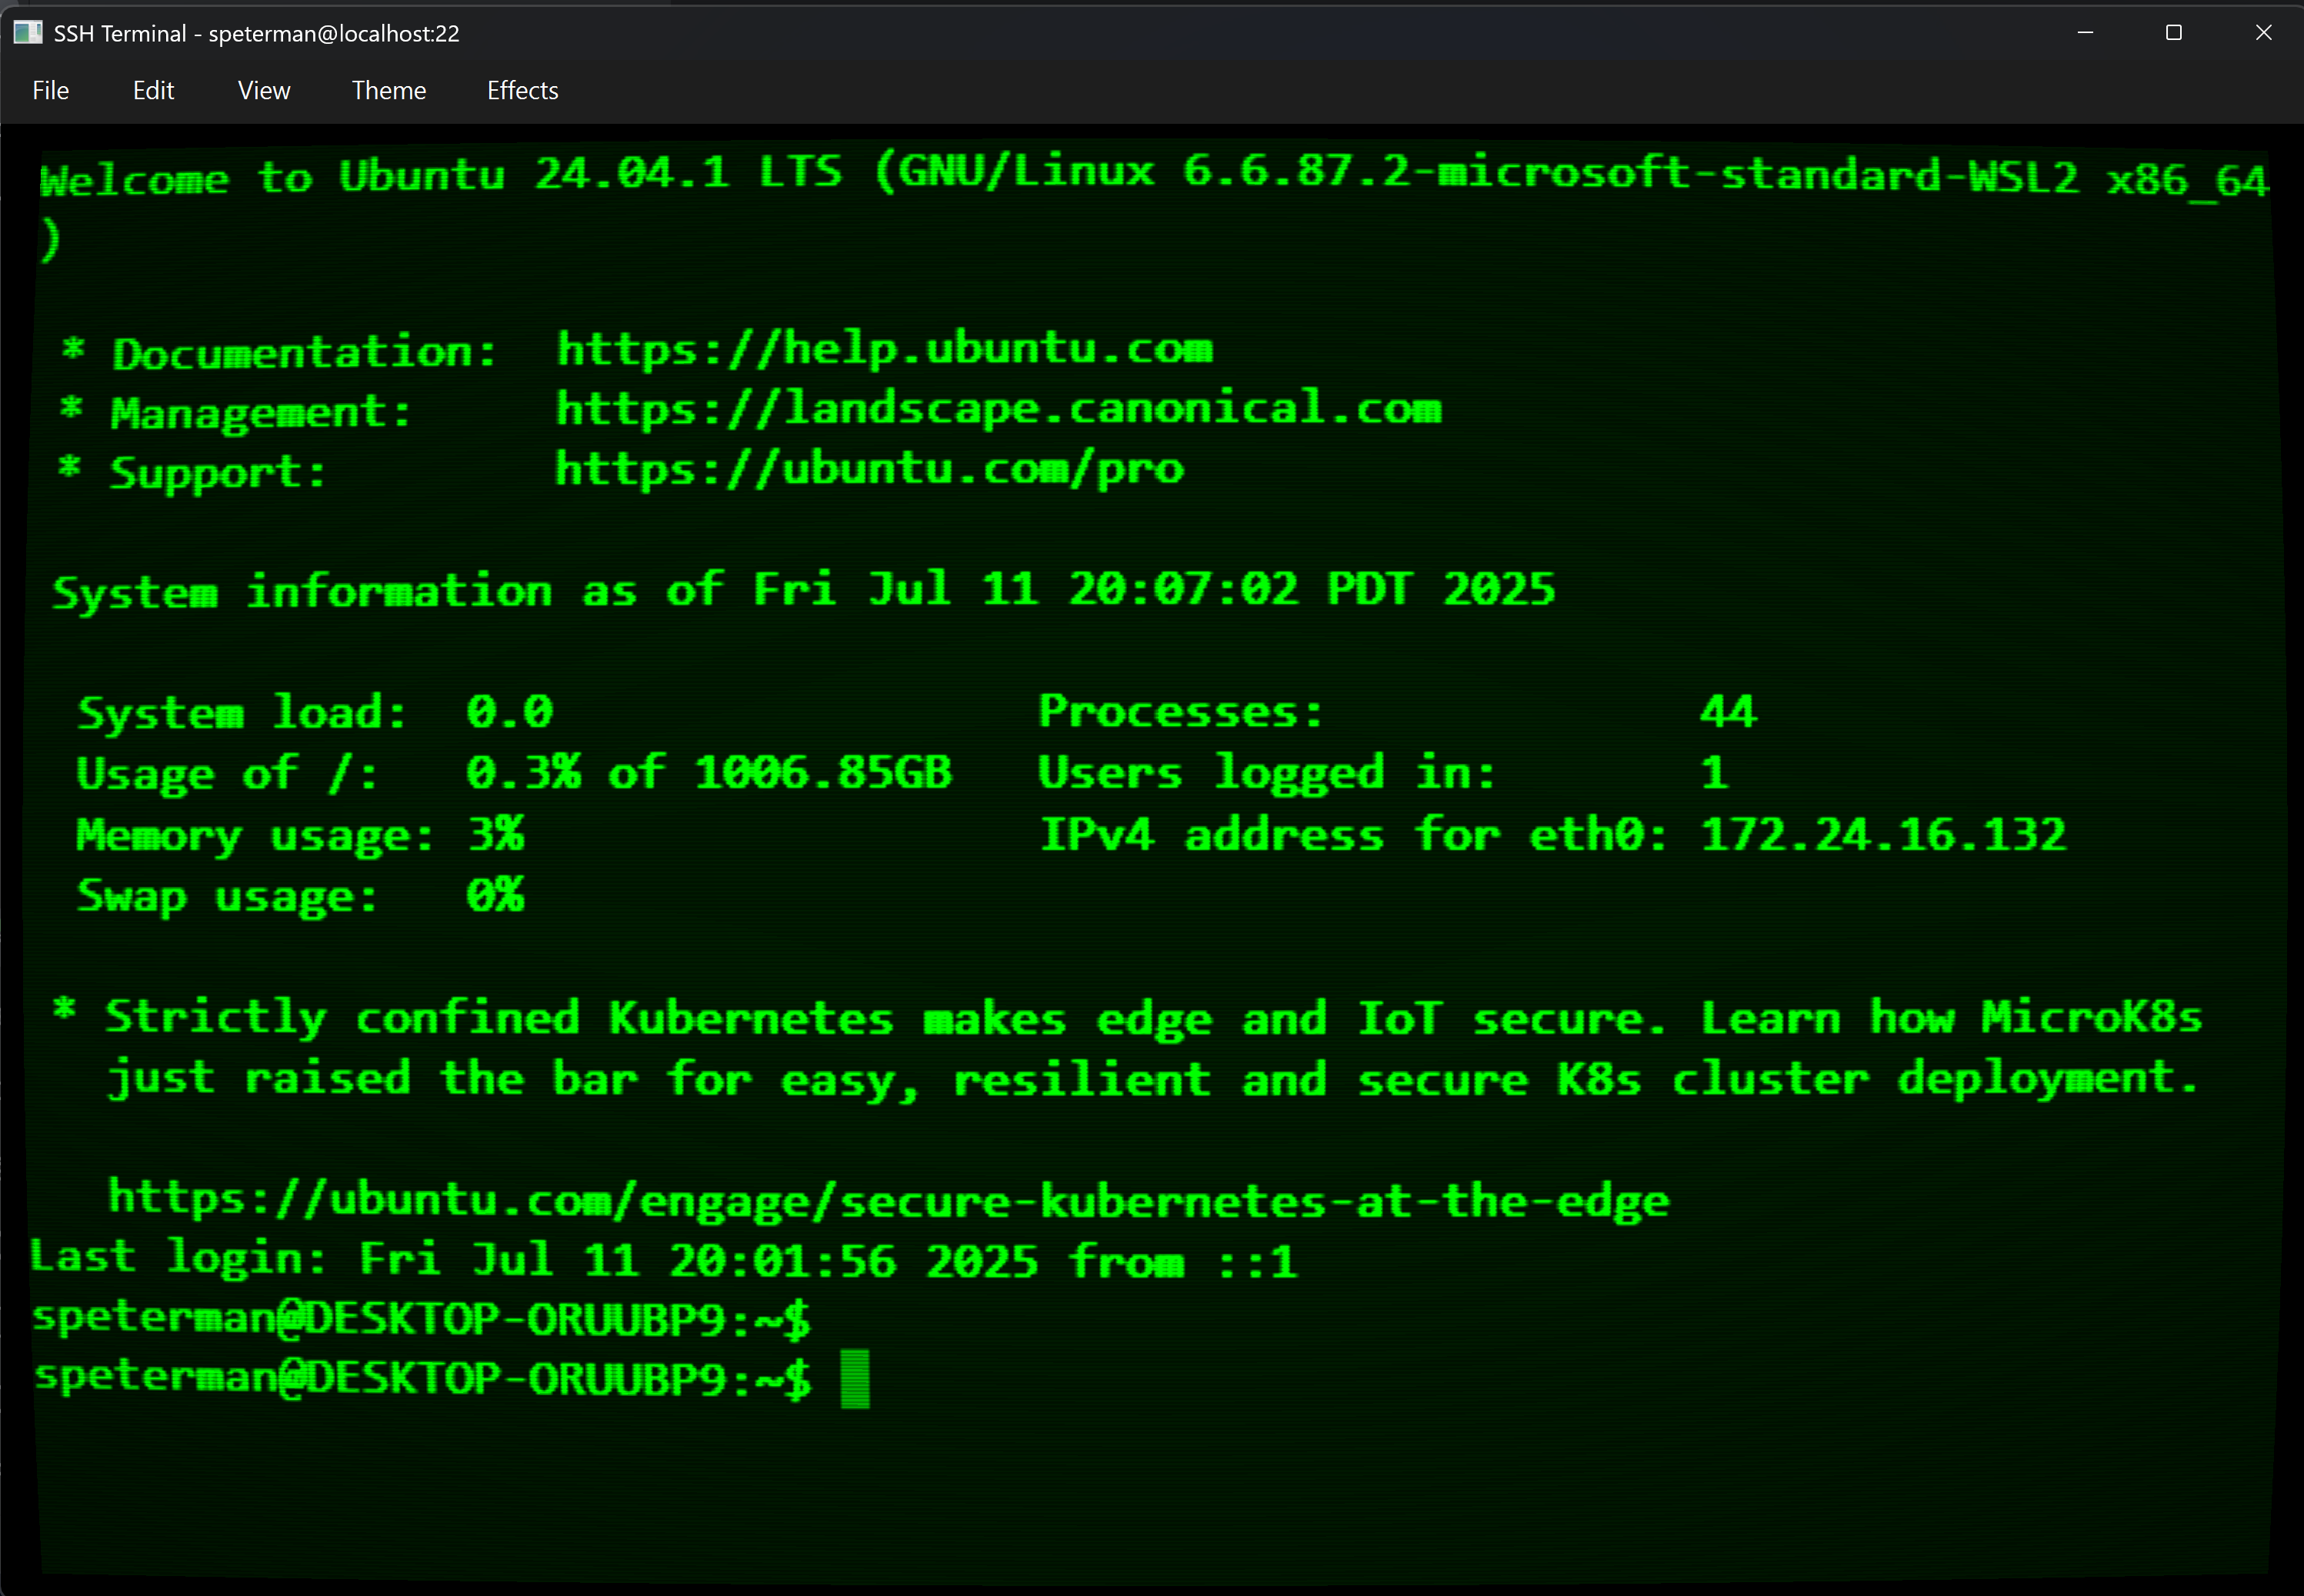 SSH Terminal - speterman@localhost:22
File Edit View Theme Effects
Welcome to Ubuntu 24.04.1 LTS (GNU/Linux 6.6.87.2-microsoft-standard-WSL2 x86_64
)
* Documentation:  https://help.ubuntu.com
* Management:     https://landscape.canonical.com
* Support:        https://ubuntu.com/pro
System information as of Fri Jul 11 20:07:02 PDT 2025
System load:  0.0                 Processes:             44
Usage of /:   0.3% of 1006.85GB   Users logged in:       1
Memory usage: 3%                  IPv4 address for eth0: 172.24.16.132
Swap usage:   0%
* Strictly confined Kubernetes makes edge and IoT secure. Learn how MicroK8s
just raised the bar for easy, resilient and secure K8s cluster deployment.
https://ubuntu.com/engage/secure-kubernetes-at-the-edge
Last login: Fri Jul 11 20:01:56 2025 from ::1
speterman@DESKTOP-ORUUBP9:~$
speterman@DESKTOP-ORUUBP9:~$